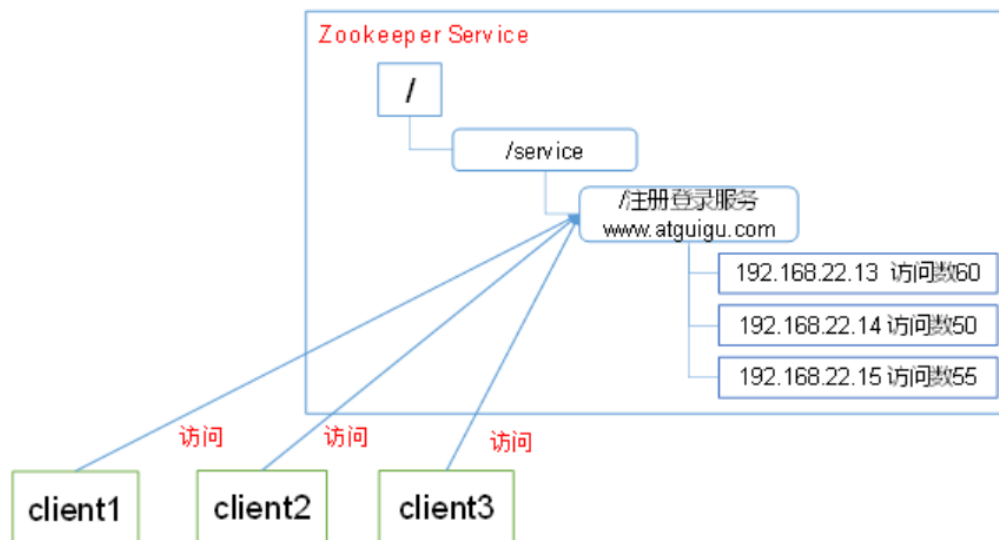 Zookeeper Service
/
/service
/注册登录服务
www.atguigu.com
192.168.22.13 访问数60
192.168.22.14 访问数50
192.168.22.15 访问数55
访问
访问
访问
client1
client2
client3